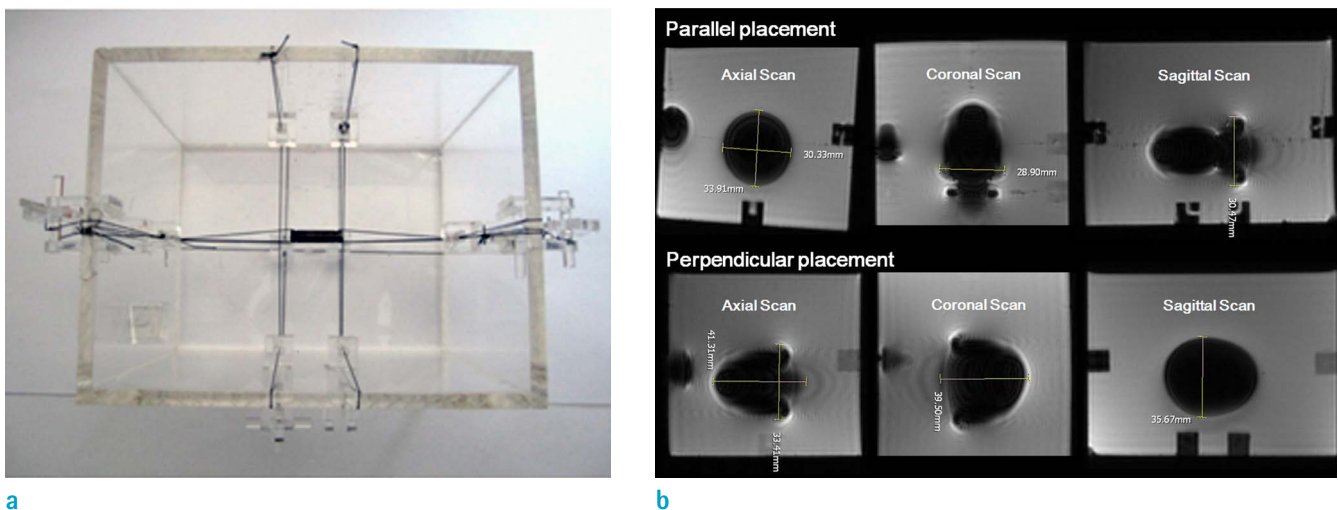 Parallel placement
Axial Scan
Coronal Scan
Sagittal Scan
30.33mm
33.91mm
28.90mm
30.47mm
Perpendicular placement
Axial Scan
Coronal Scan
Sagittal Scan
41.31mm
33.41mm
39.50mm
35.67mm
a
b